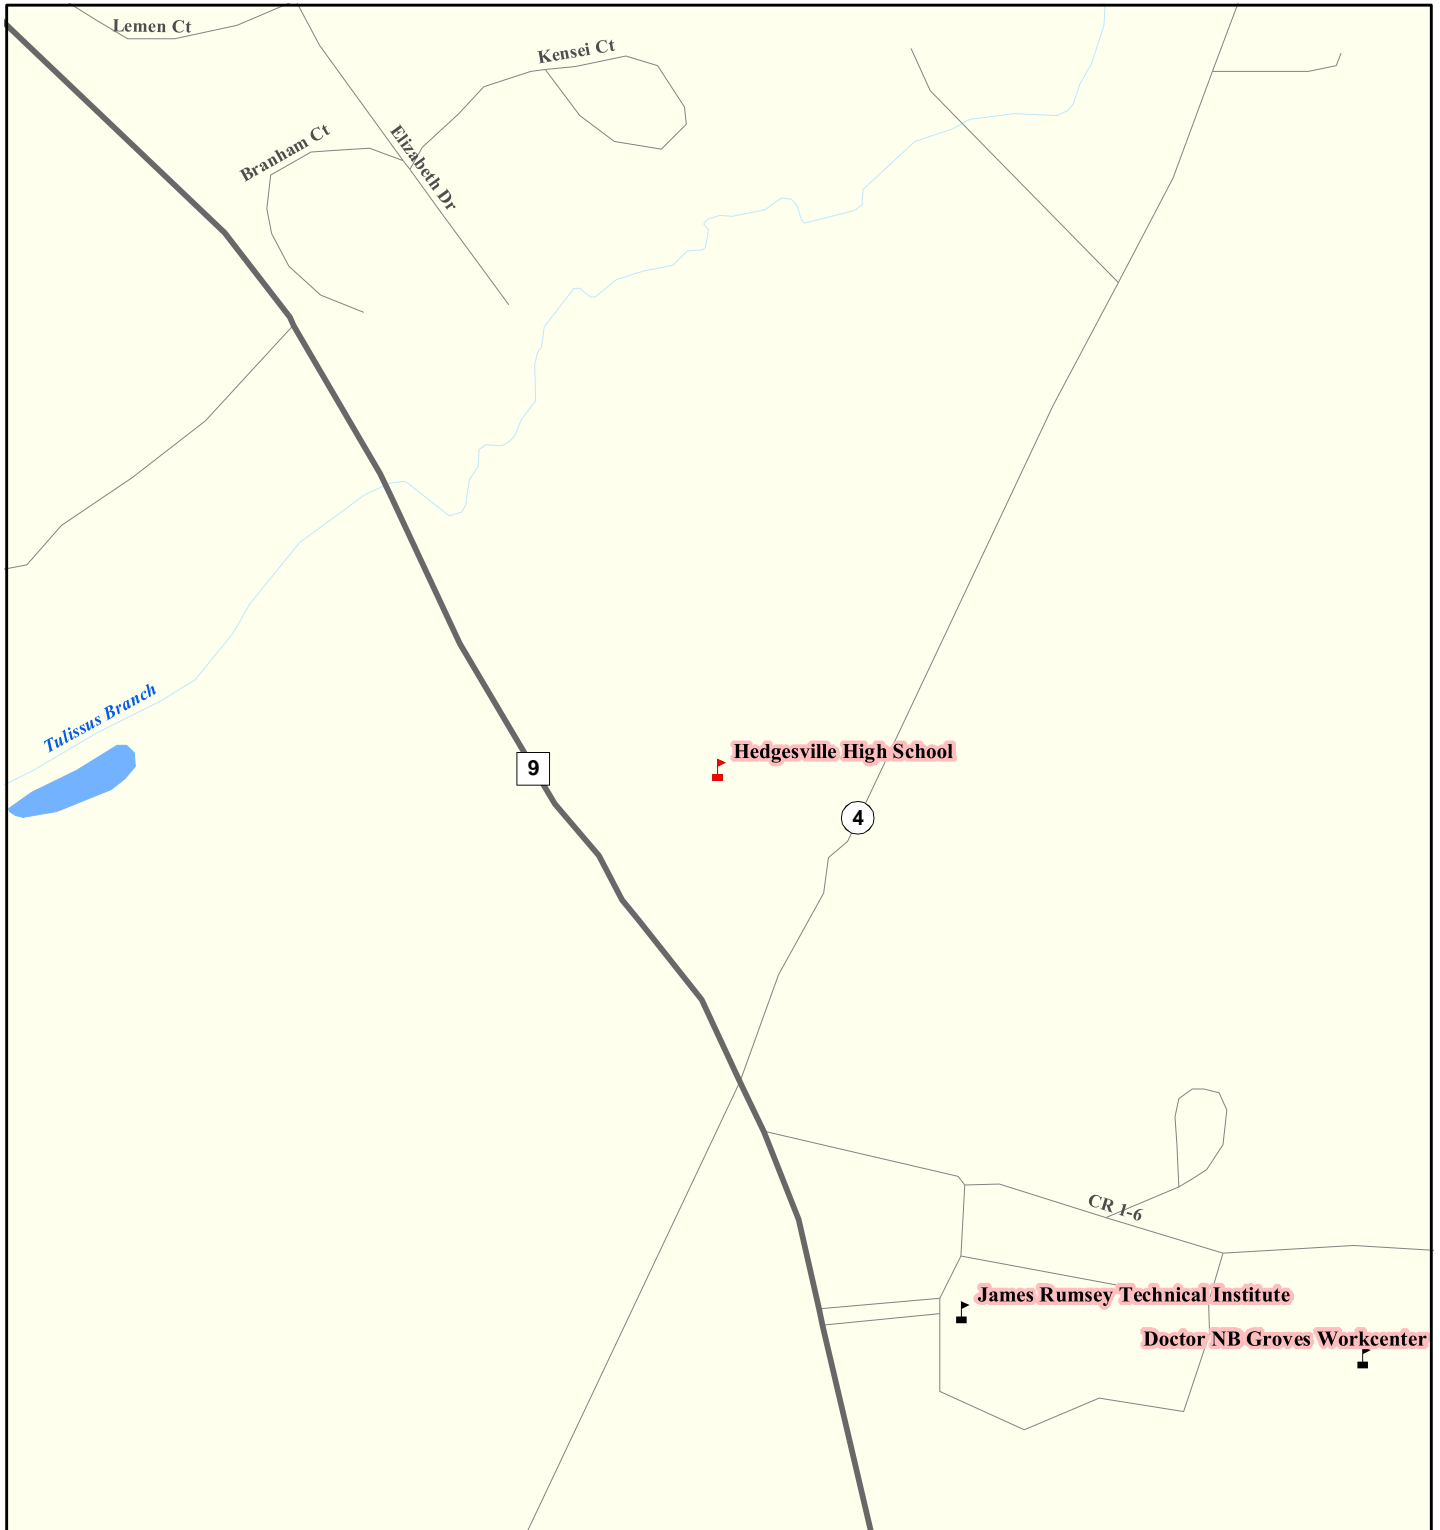 Lemen Ct
Kensei Ct
Branham Ct
Elizabeth Dr
Tulissus Branch
Hedgesville High School
9
4
CR 1-6
James Rumsey Technical Institute
Doctor NB Groves Workcenter